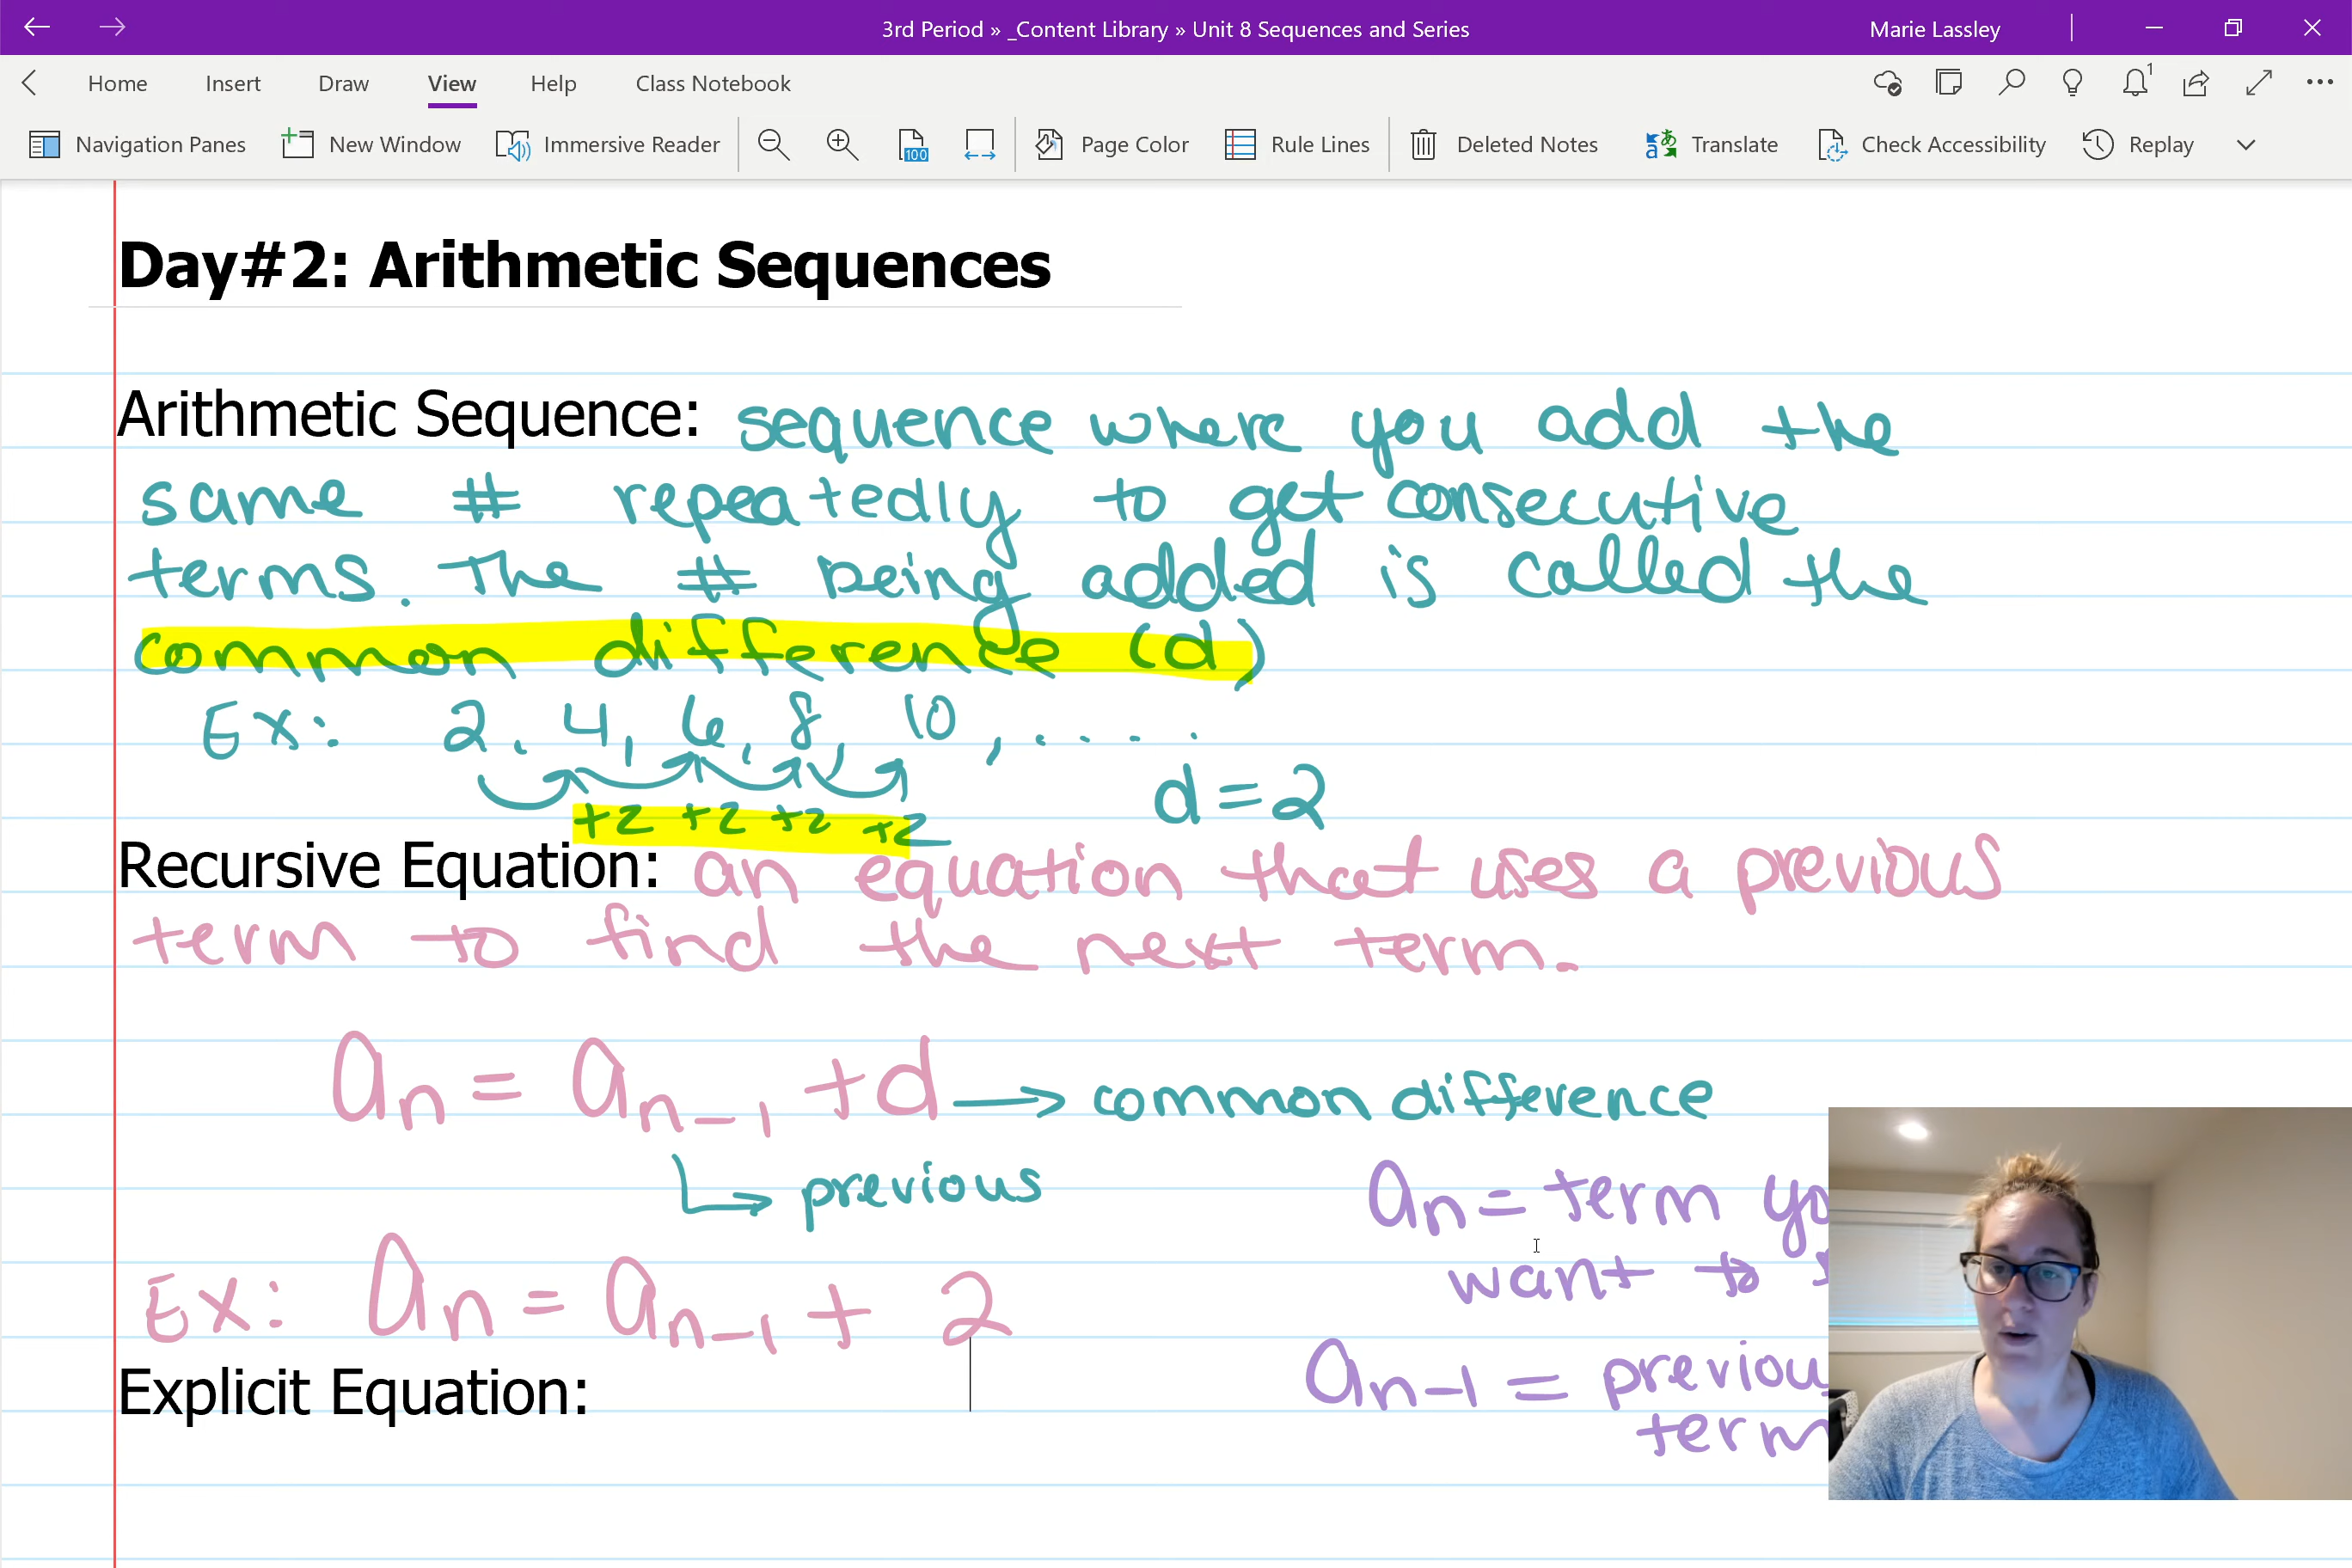 3rd Period » _Content Library » Unit 8 Sequences and Series
Marie Lassley
Home Insert Draw View Help Class Notebook
1
Navigation Panes New Window Immersive Reader 100 Page Color Rule Lines Deleted Notes Translate Check Accessibility Replay
Day#2: Arithmetic Sequences
Arithmetic Sequence: sequence where you add the
same # repeatedly to get consecutive
terms. The # being added is called the
common difference (d)
Ex: 2, 4, 6, 8, 10, ....
+2 +2 +2 +2
d=2
Recursive Equation: an equation that uses a previous
term to find the next term.
aₙ = aₙ₋₁ + d → common difference
↳ previous
aₙ = term yo
want to
Ex: aₙ = aₙ₋₁ + 2
aₙ₋₁ = previou
term
Explicit Equation: